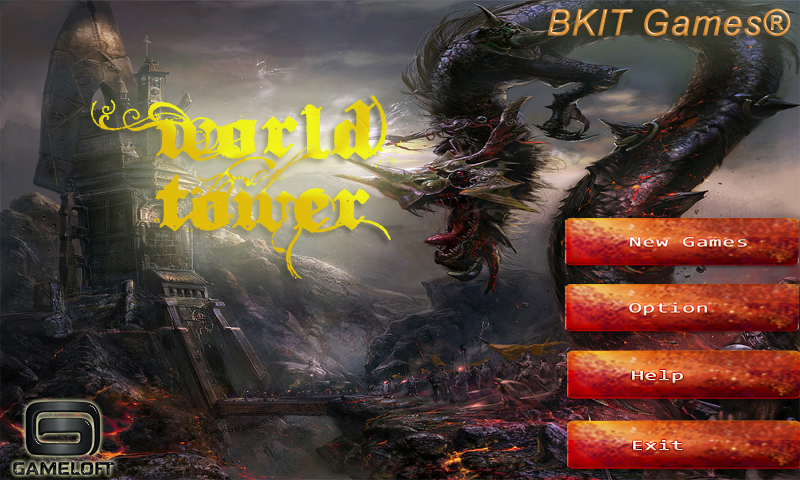 BKIT Games®
world
tower
New Games
Option
Help
Exit
GAMELOFT